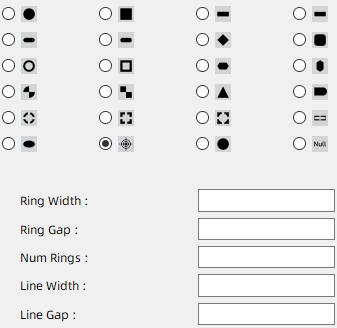 Null
Ring Width :
Ring Gap :
Num Rings :
Line Width :
Line Gap :